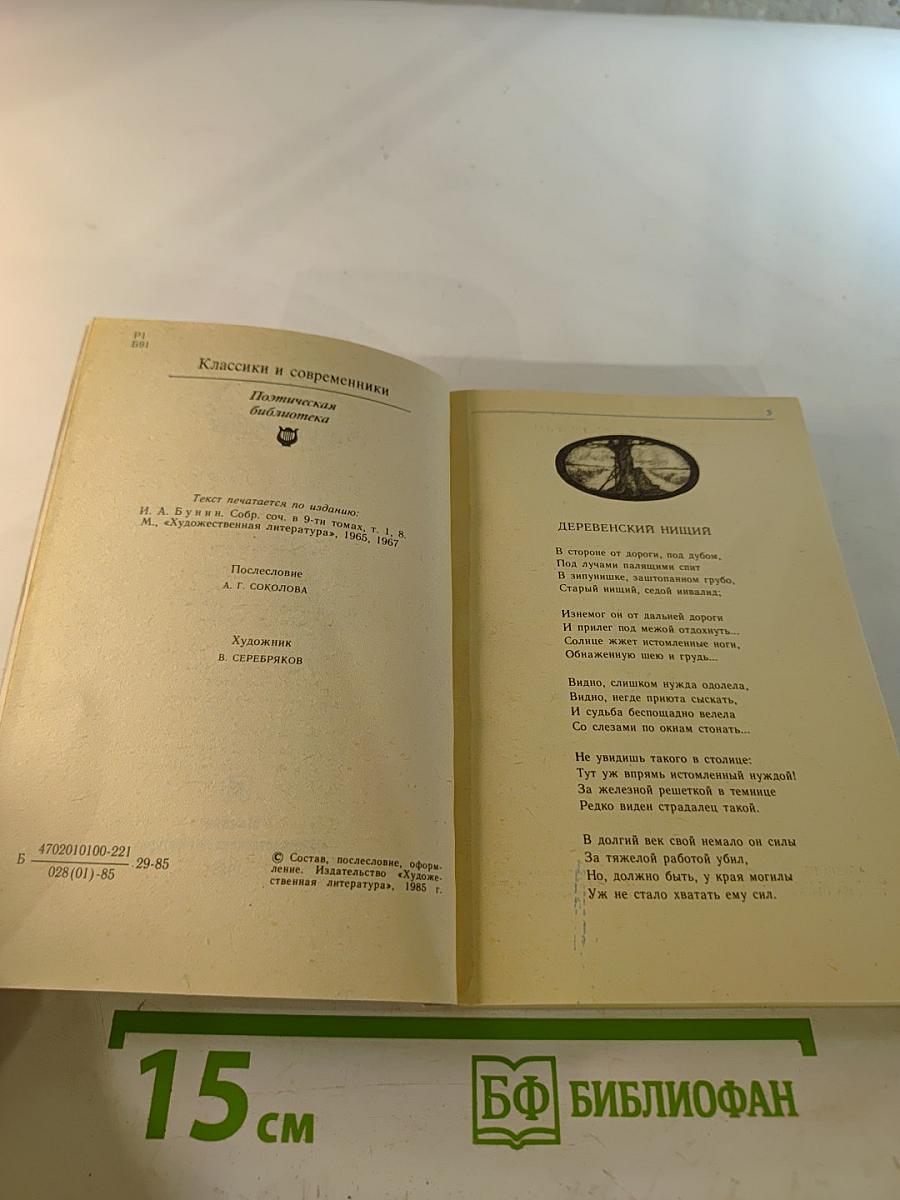 Р1
Б91
Классики и современники
Поэтическая
библиотека
Текст печатается по изданию:
И. А. Бунин. Собр. соч. в 9-ти томах, т. 1, 8.
М., «Художественная литература», 1965, 1967
Послесловие
А. Г. СОКОЛОВА
Художник
В. СЕРЕБРЯКОВ
Б 4702010100-221
028(01)-85
29-85
© Состав, послесловие, оформ-
ление. Издательство «Художе-
ственная литература», 1985 г.
5
ДЕРЕВЕНСКИЙ НИЩИЙ
В стороне от дороги, под дубом,
Под лучами палящими спит
В зипунишке, заштопанном грубо,
Старый нищий, седой инвалид;
Изнемог он от дальней дороги
И прилег под межой отдохнуть...
Солнце жжет истомленные ноги,
Обнаженную шею и грудь...
Видно, слишком нужда одолела,
Видно, негде приюта сыскать,
И судьба беспощадно велела
Со слезами по окнам стонать...
Не увидишь такого в столице:
Тут уж впрямь истомленный нуждой!
За железной решеткой в темнице
Редко виден страдалец такой.
В долгий век свой немало он силы
За тяжелой работой убил,
Но, должно быть, у края могилы
Уж не стало хватать ему сил.
15 см
БФ БИБЛИОФАН